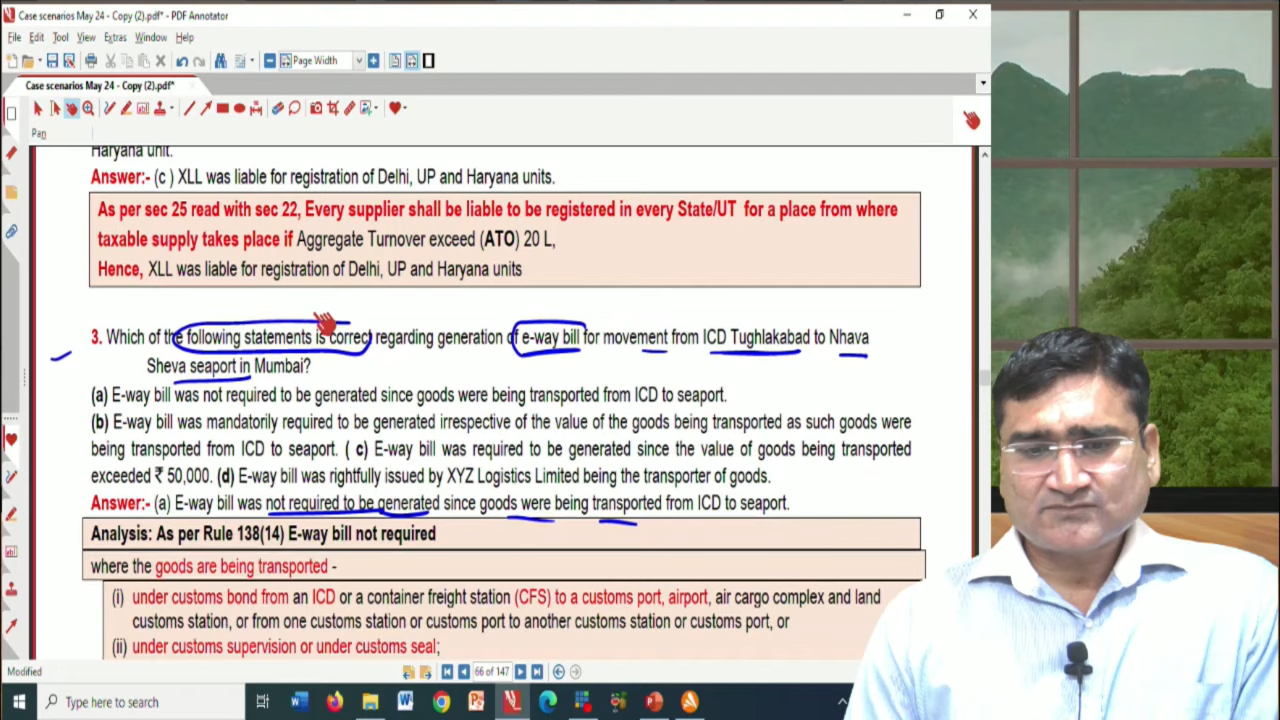 Case scenarios May 24 - Copy (2).pdf* - PDF Annotator
File Edit Tool View Extras Window Help
Page Width
Case scenarios May 24 - Copy (2).pdf*
Pan
Haryana unit.
Answer:- (c ) XLL was liable for registration of Delhi, UP and Haryana units.
As per sec 25 read with sec 22, Every supplier shall be liable to be registered in every State/UT for a place from where
taxable supply takes place if Aggregate Turnover exceed (ATO) 20 L,
Hence, XLL was liable for registration of Delhi, UP and Haryana units
3. Which of the following statements is correct regarding generation of e-way bill for movement from ICD Tughlakabad to Nhava
Sheva seaport in Mumbai?
(a) E-way bill was not required to be generated since goods were being transported from ICD to seaport.
(b) E-way bill was mandatorily required to be generated irrespective of the value of the goods being transported as such goods were
being transported from ICD to seaport. ( c) E-way bill was required to be generated since the value of goods being transported
exceeded ₹ 50,000. (d) E-way bill was rightfully issued by XYZ Logistics Limited being the transporter of goods.
Answer:- (a) E-way bill was not required to be generated since goods were being transported from ICD to seaport.
Analysis: As per Rule 138(14) E-way bill not required
where the goods are being transported -
(i) under customs bond from an ICD or a container freight station (CFS) to a customs port, airport, air cargo complex and land
customs station, or from one customs station or customs port to another customs station or customs port, or
(ii) under customs supervision or under customs seal;
Modified
66 of 147
Type here to search